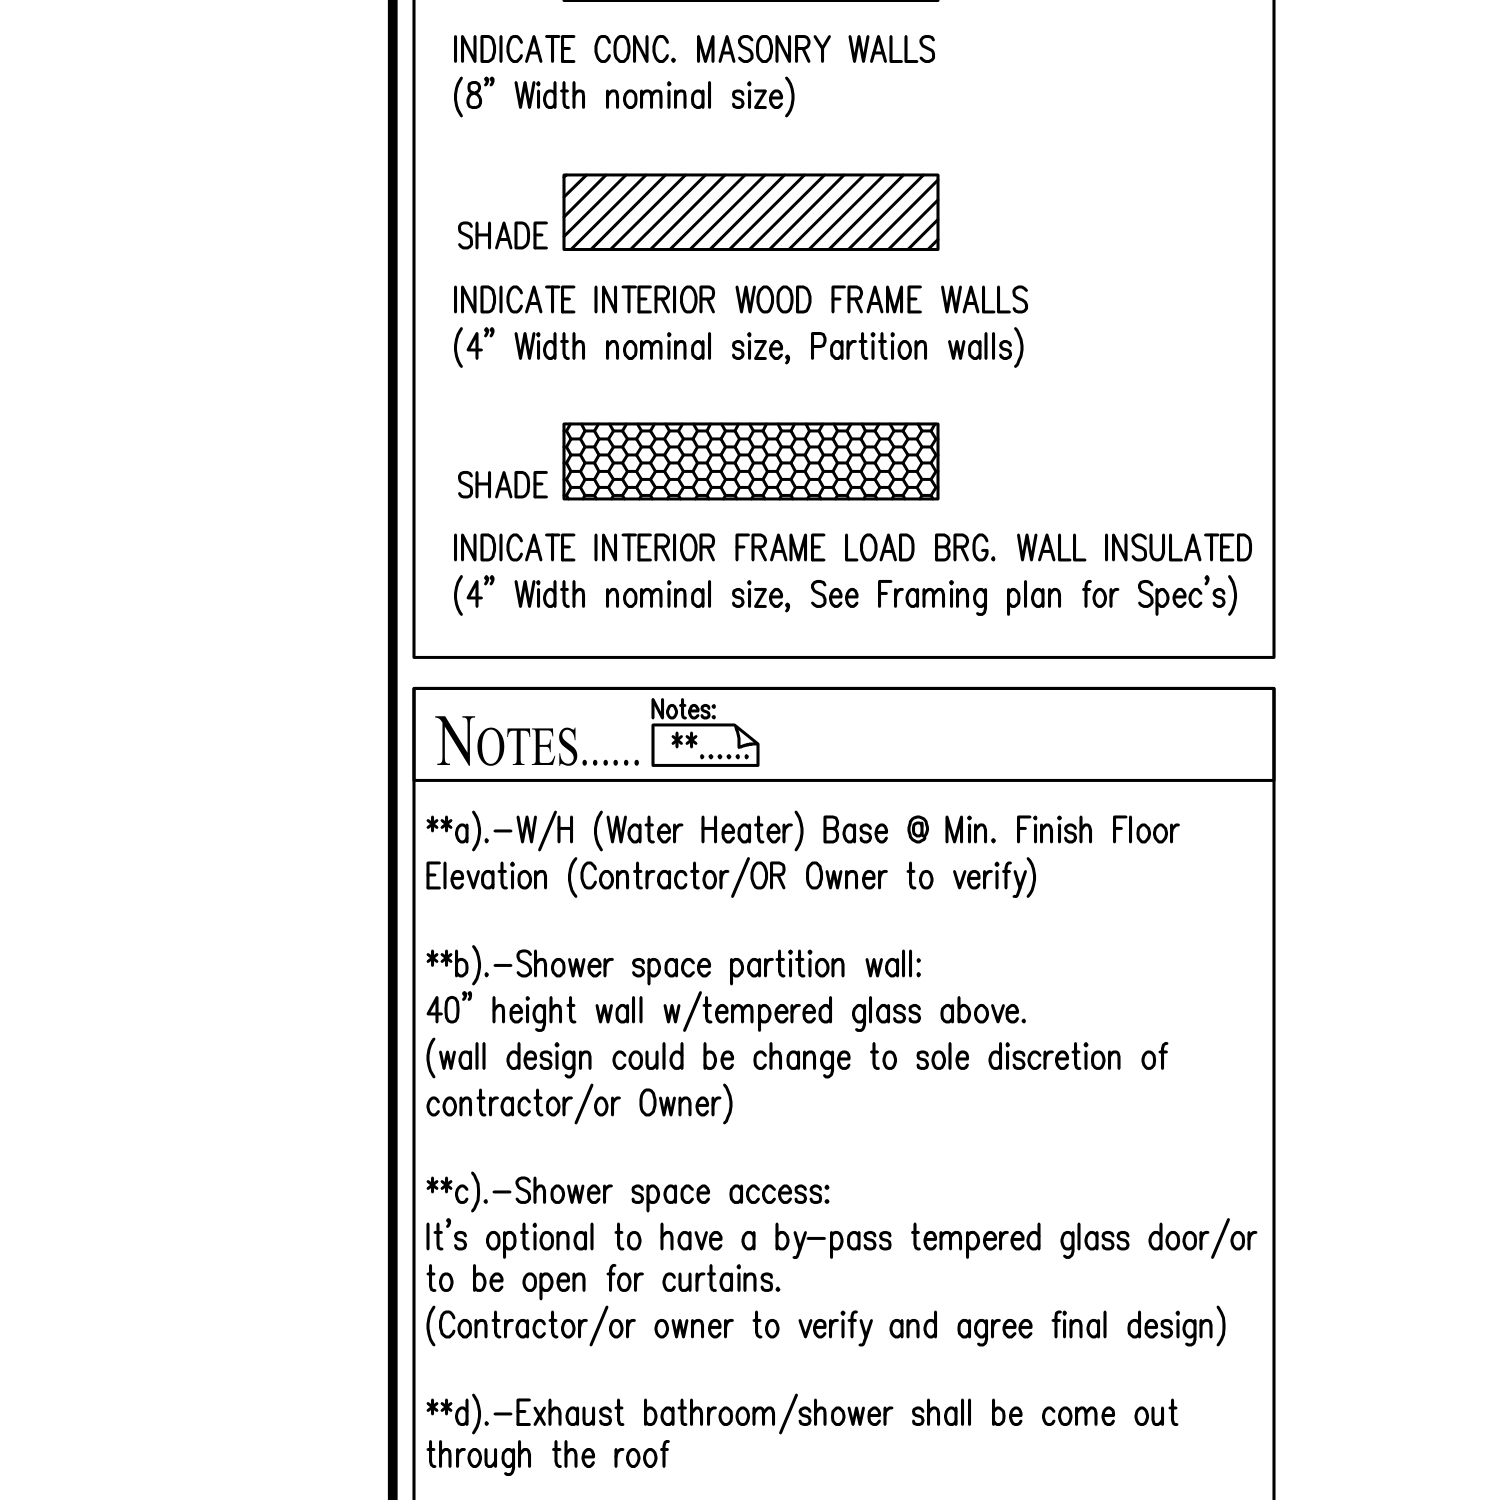 INDICATE CONC. MASONRY WALLS
(8" Width nominal size)
SHADE
INDICATE INTERIOR WOOD FRAME WALLS
(4" Width nominal size, Partition walls)
SHADE
INDICATE INTERIOR FRAME LOAD BRG. WALL INSULATED
(4" Width nominal size, See Framing plan for Spec's)
NOTES......
Notes:
**......
**a).-W/H (Water Heater) Base @ Min. Finish Floor
Elevation (Contractor/OR Owner to verify)
**b).-Shower space partition wall:
40" height wall w/tempered glass above.
(wall design could be change to sole discretion of
contractor/or Owner)
**c).-Shower space access:
It's optional to have a by-pass tempered glass door/or
to be open for curtains.
(Contractor/or owner to verify and agree final design)
**d).-Exhaust bathroom/shower shall be come out
through the roof